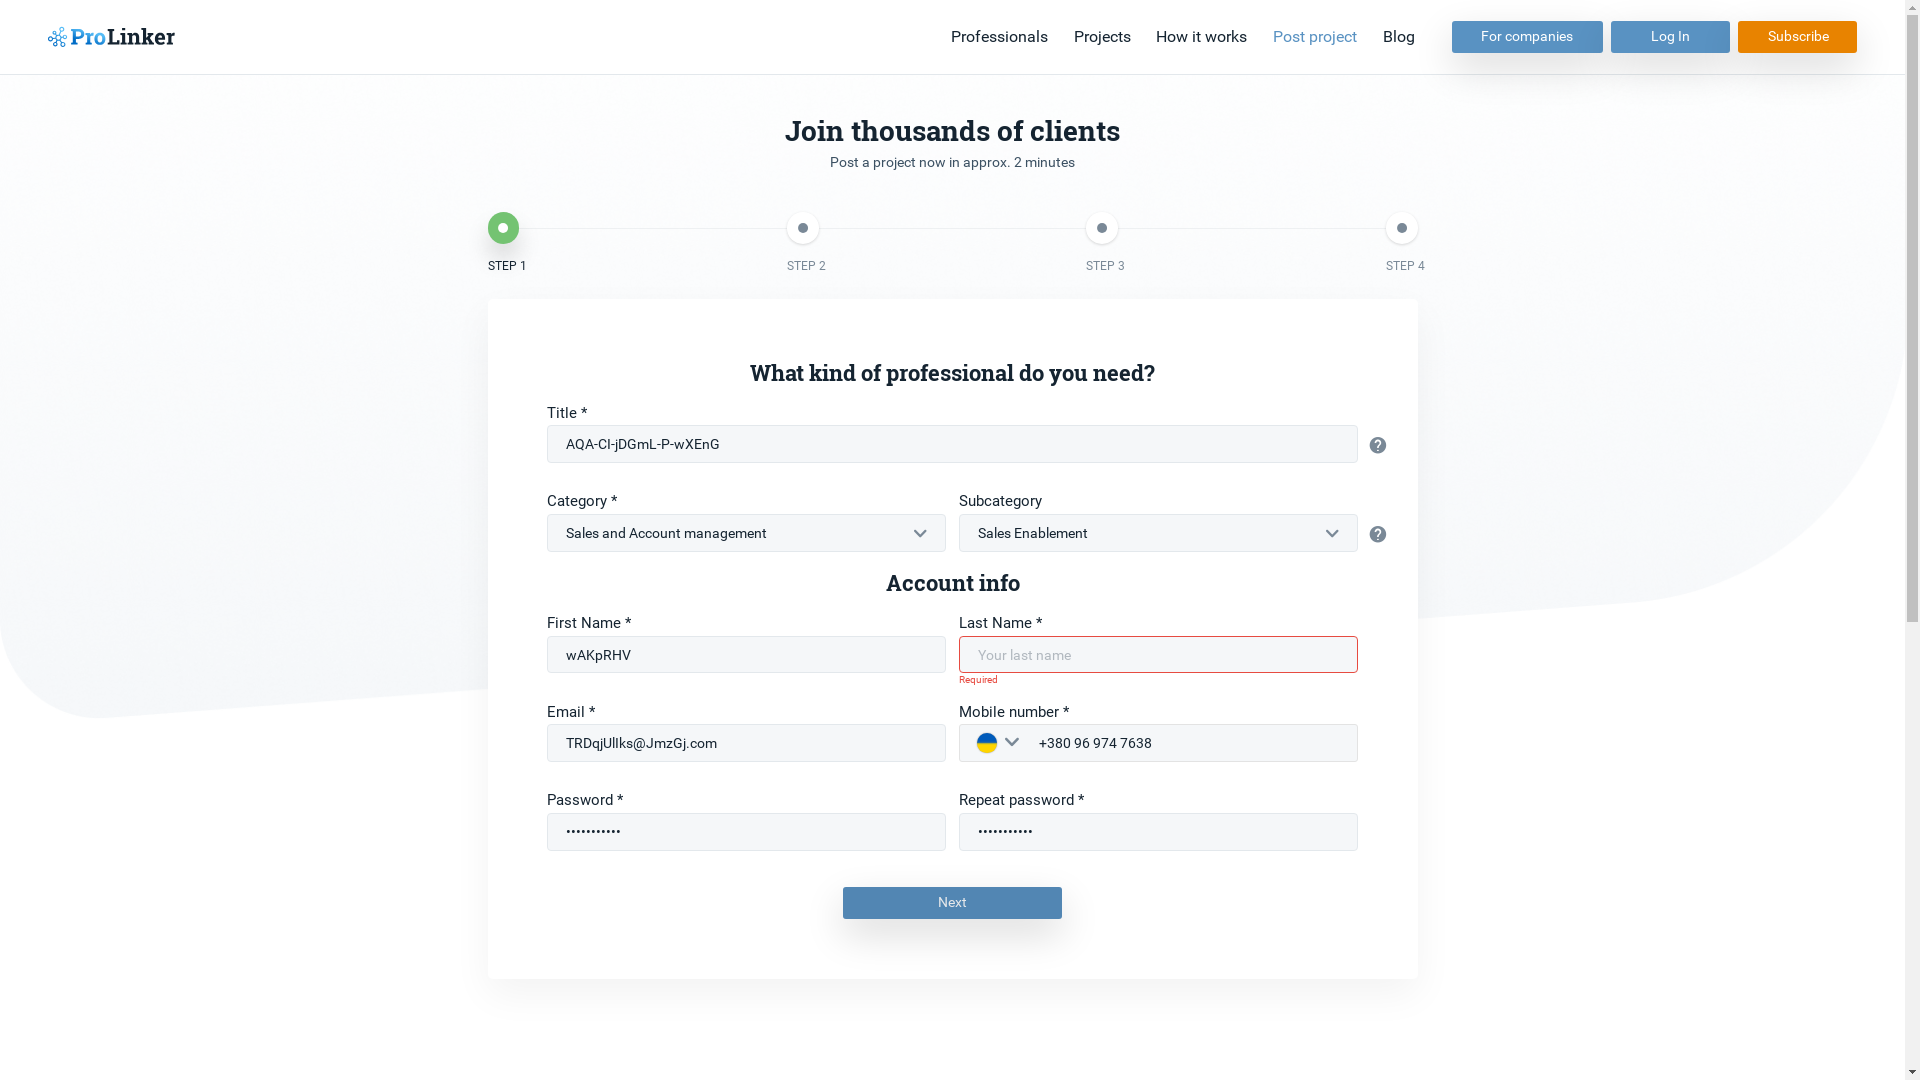 ProLinker
Professionals Projects How it works Post project Blog For companies Log In Subscribe
Join thousands of clients
Post a project now in approx. 2 minutes
STEP 1 STEP 2 STEP 3 STEP 4
What kind of professional do you need?
Title *
AQA-CI-jDGmL-P-wXEnG
Category * Subcategory
Sales and Account management Sales Enablement
Account info
First Name * Last Name *
wAKpRHV Your last name
Required
Email * Mobile number *
TRDqjUlIks@JmzGj.com +380 96 974 7638
Password * Repeat password *
••••••••••• •••••••••••
Next